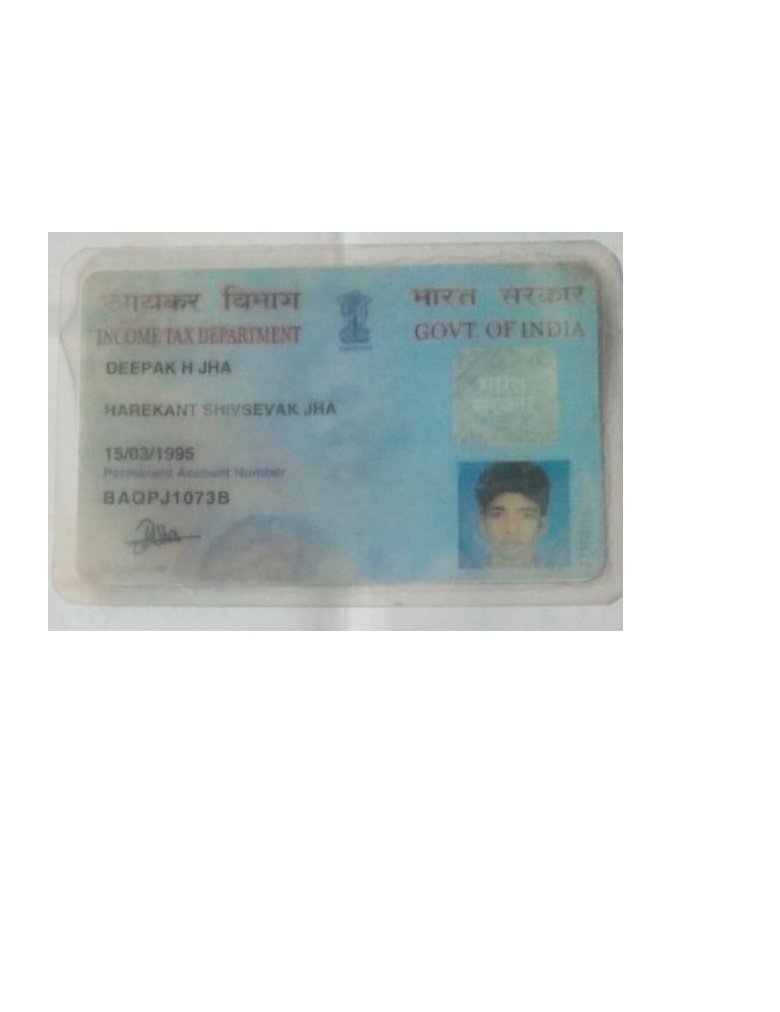 आयकर विभाग
भारत सरकार
INCOME TAX DEPARTMENT
GOVT. OF INDIA
DEEPAK H JHA
HAREKANT SHIVSEVAK JHA
15/03/1995
Permanent Account Number
BAQPJ1073B
Signature